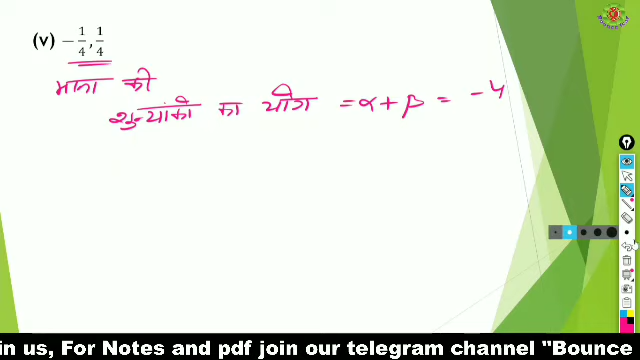 (v) −1/4, 1/4
माना की
शुन्यांको का योग = α + β = − 4
in us, For Notes and pdf join our telegram channel "Bounce